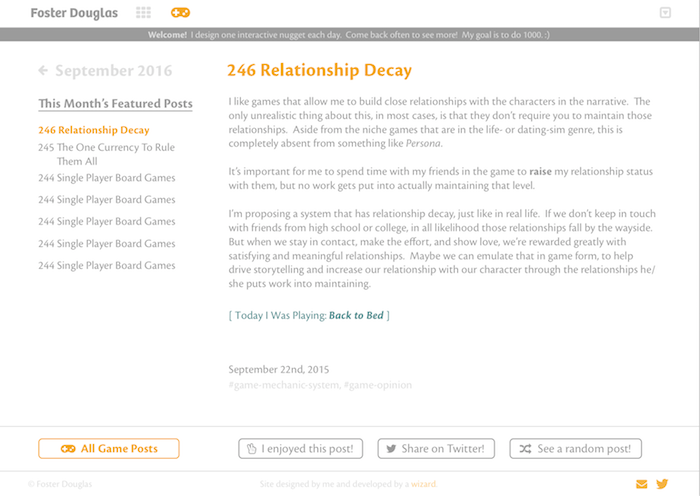 Foster Douglas
Welcome! I design one interactive nugget each day. Come back often to see more! My goal is to do 1000. :)
September 2016
This Month's Featured Posts
246 Relationship Decay
245 The One Currency To Rule
Them All
244 Single Player Board Games
244 Single Player Board Games
244 Single Player Board Games
244 Single Player Board Games
244 Single Player Board Games
246 Relationship Decay
I like games that allow me to build close relationships with the characters in the narrative. The
only unrealistic thing about this, in most cases, is that they don't require you to maintain those
relationships. Aside from the niche games that are in the life- or dating-sim genre, this is
completely absent from something like Persona.
It's important for me to spend time with my friends in the game to raise my relationship status
with them, but no work gets put into actually maintaining that level.
I'm proposing a system that has relationship decay, just like in real life. If we don't keep in touch
with friends from high school or college, in all likelihood those relationships fall by the wayside.
But when we stay in contact, make the effort, and show love, we're rewarded greatly with
satisfying and meaningful relationships. Maybe we can emulate that in game form, to help
drive storytelling and increase our relationship with our character through the relationships he/
she puts work into maintaining.
[ Today I Was Playing: Back to Bed ]
September 22nd, 2015
#game-mechanic-system, #game-opinion
All Game Posts
I enjoyed this post!
Share on Twitter!
See a random post!
© Foster Douglas
Site designed by me and developed by a wizard